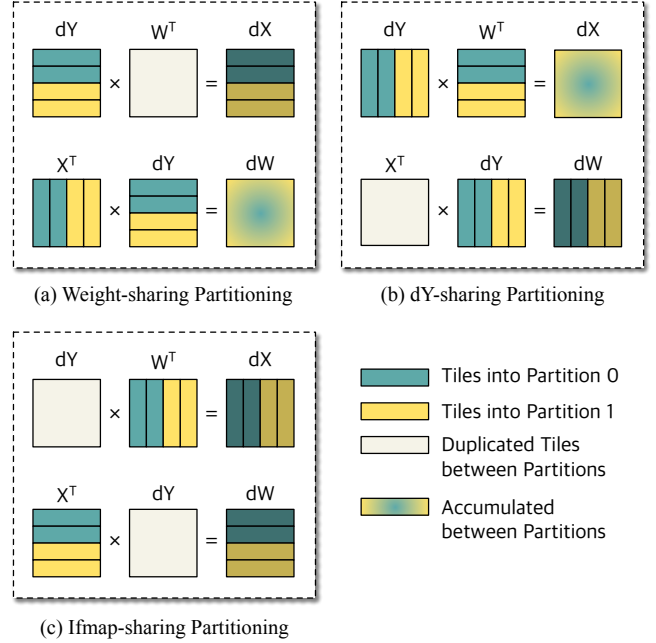 dY W^T dX
× =
X^T dY dW
× =
(a) Weight-sharing Partitioning
dY W^T dX
× =
X^T dY dW
× =
(b) dY-sharing Partitioning
dY W^T dX
× =
X^T dY dW
× =
(c) Ifmap-sharing Partitioning
Tiles into Partition 0
Tiles into Partition 1
Duplicated Tiles
between Partitions
Accumulated
between Partitions